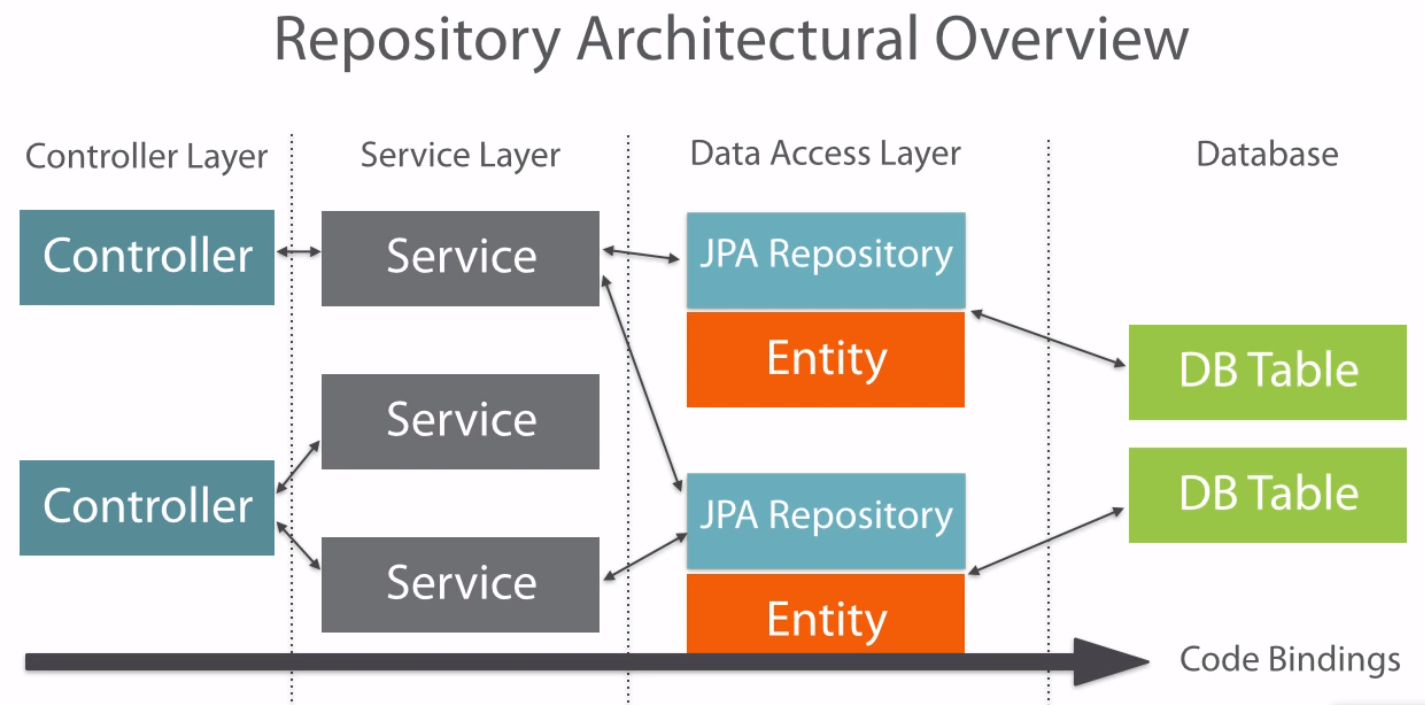 Repository Architectural Overview
Controller Layer
Service Layer
Data Access Layer
Database
Controller
Service
JPA Repository
Entity
DB Table
Service
Controller
DB Table
JPA Repository
Service
Entity
Code Bindings